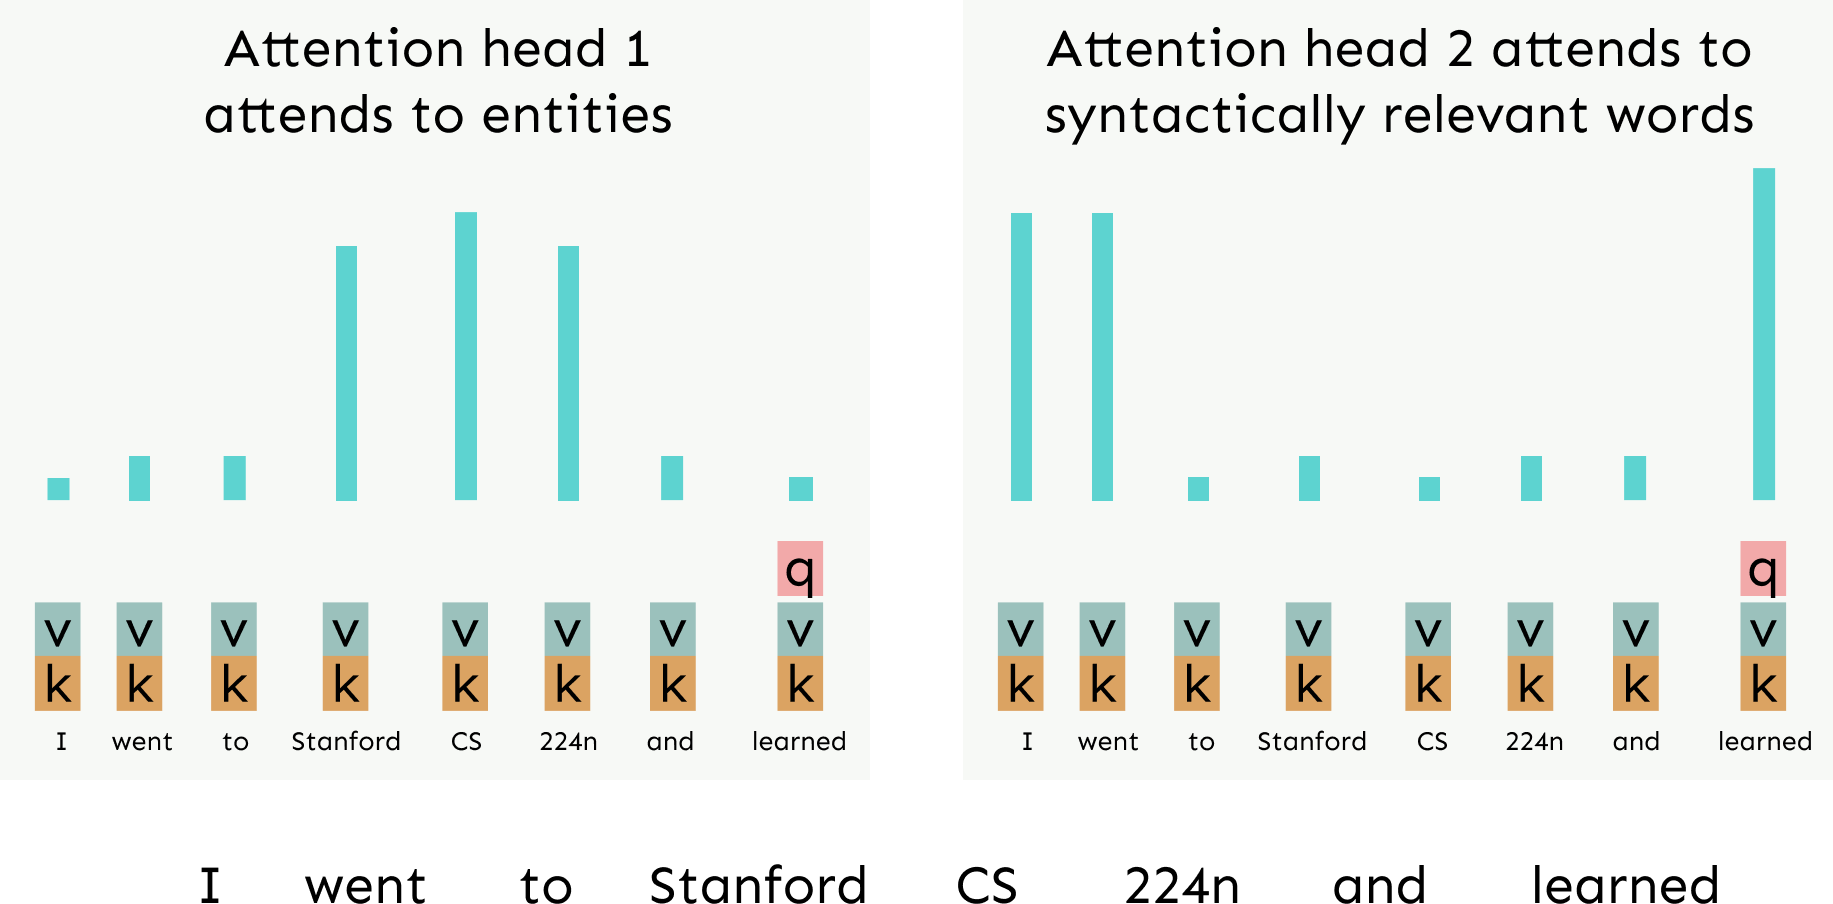 Attention head 1
attends to entities
q
v v v v v v v v
k k k k k k k k
I went to Stanford CS 224n and learned
Attention head 2 attends to
syntactically relevant words
q
v v v v v v v v
k k k k k k k k
I went to Stanford CS 224n and learned
I went to Stanford CS 224n and learned